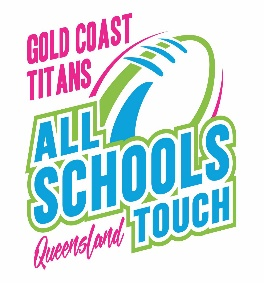 GOLD COAST
TITANS
ALL
SCHOOLS
Queensland TOUCH